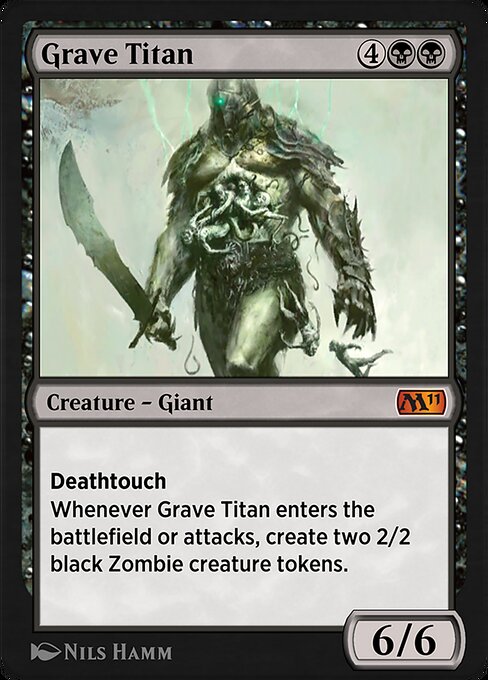 Grave Titan 4
Creature – Giant M11
Deathtouch
Whenever Grave Titan enters the
battlefield or attacks, create two 2/2
black Zombie creature tokens.
6/6
Nils Hamm